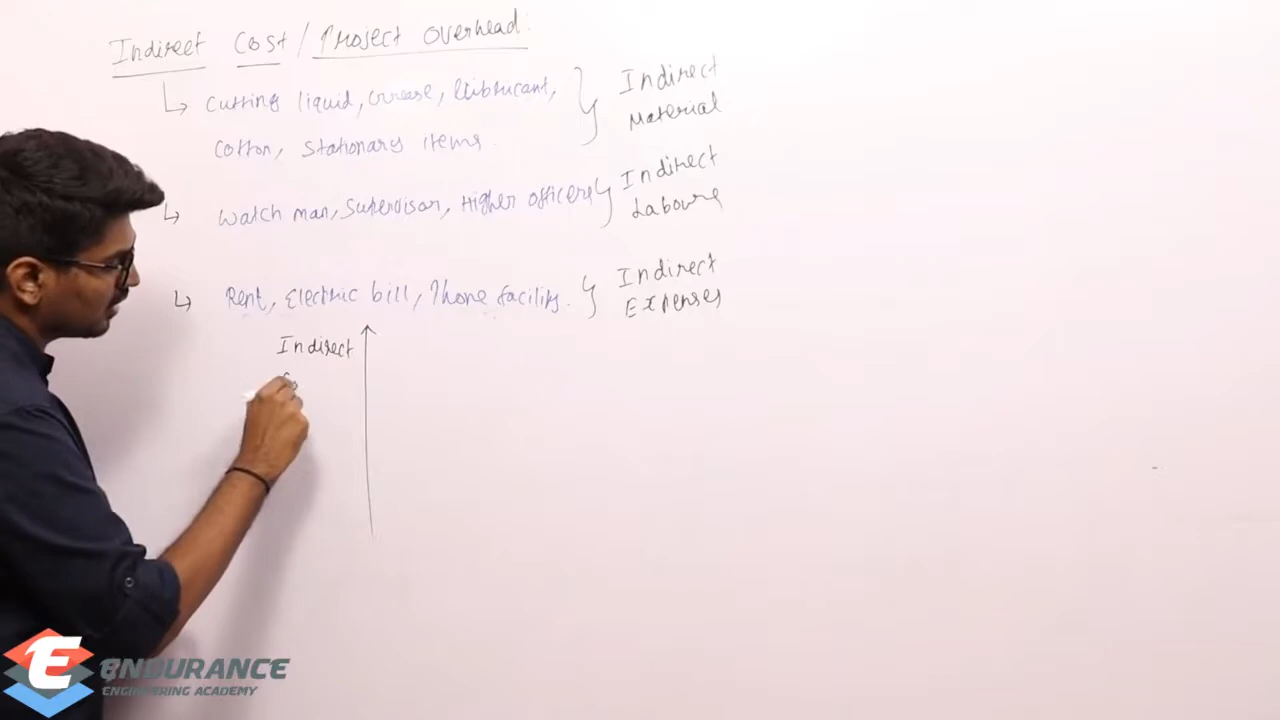 Indirect Cost / Project Overhead.
↳ Cutting liquid, Grease, Lubricant, } Indirect Material
Cotton, Stationary items.
↳ Watch man, Supervisor, Higher officers } Indirect Labours
↳ Rent, Electric bill, Phone facility. } Indirect Expenses
Indirect
ENDURANCE
ENGINEERING ACADEMY